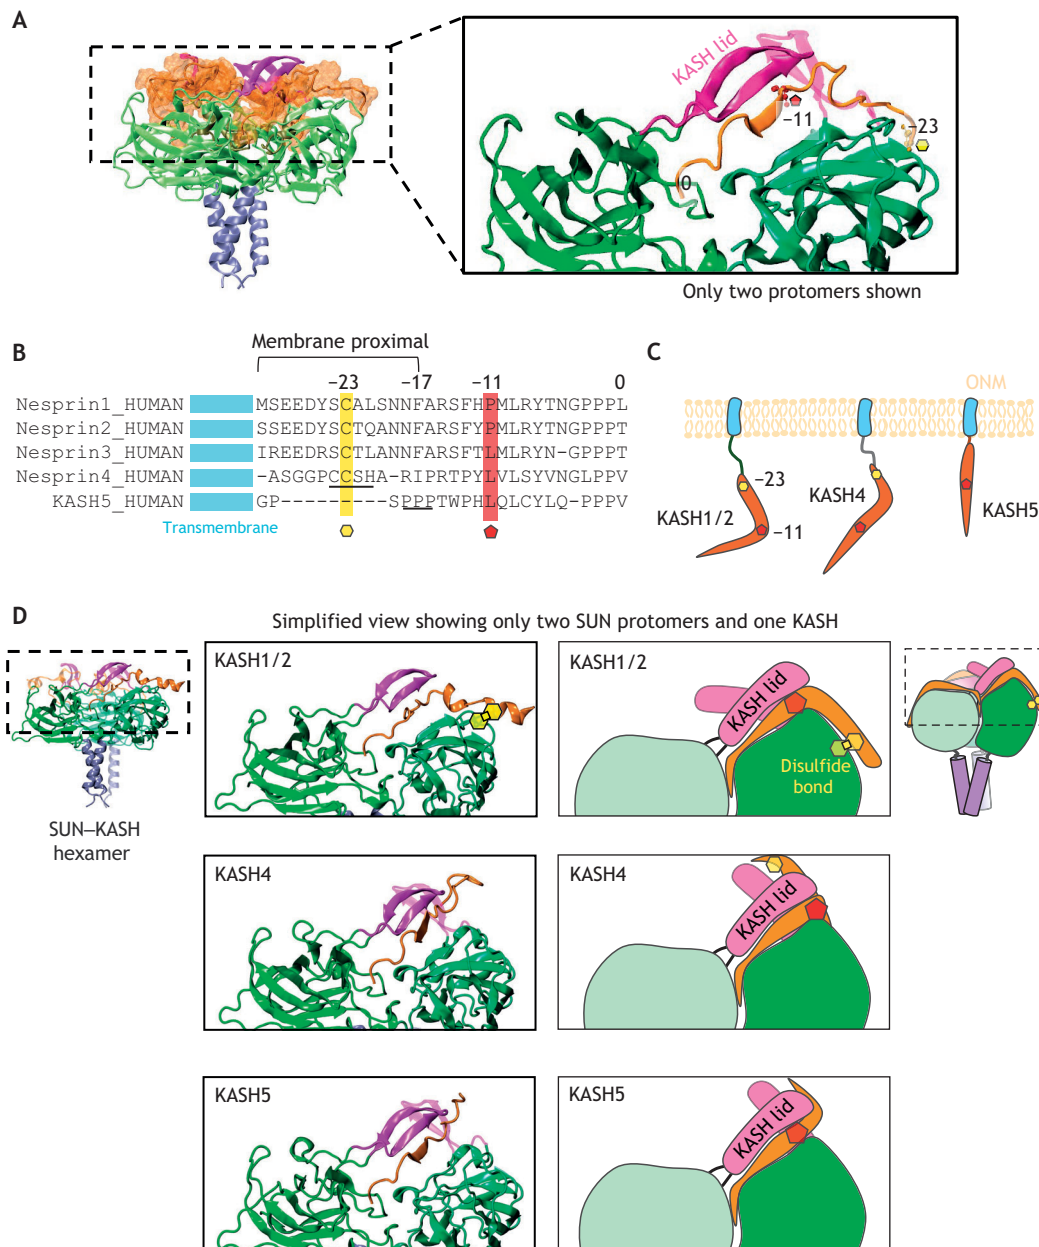 A
KASH lid
−11
−23
0
Only two protomers shown
B
Membrane proximal
−23 −17 −11 0
Nesprin1_HUMAN MSEEDYSCALSNNFARSFHPMLRYTNGPPPL
Nesprin2_HUMAN SSEEDYSCTQANNFARSFYPMLRYTNGPPPT
Nesprin3_HUMAN IREEDRSCTLANNFARSFTLMLRYN-GPPPT
Nesprin4_HUMAN -ASGGPCCSHA-RIPRTPYLVLSYVNGLPPV
KASH5_HUMAN GP---------SPPPTWPHLQLCYLQ-PPPV
Transmembrane
C
ONM
−23
KASH1/2
−11
KASH4
KASH5
D
Simplified view showing only two SUN protomers and one KASH
SUN–KASH
hexamer
KASH1/2
KASH1/2
KASH lid
Disulfide
bond
KASH4
KASH4
KASH lid
KASH5
KASH5
KASH lid